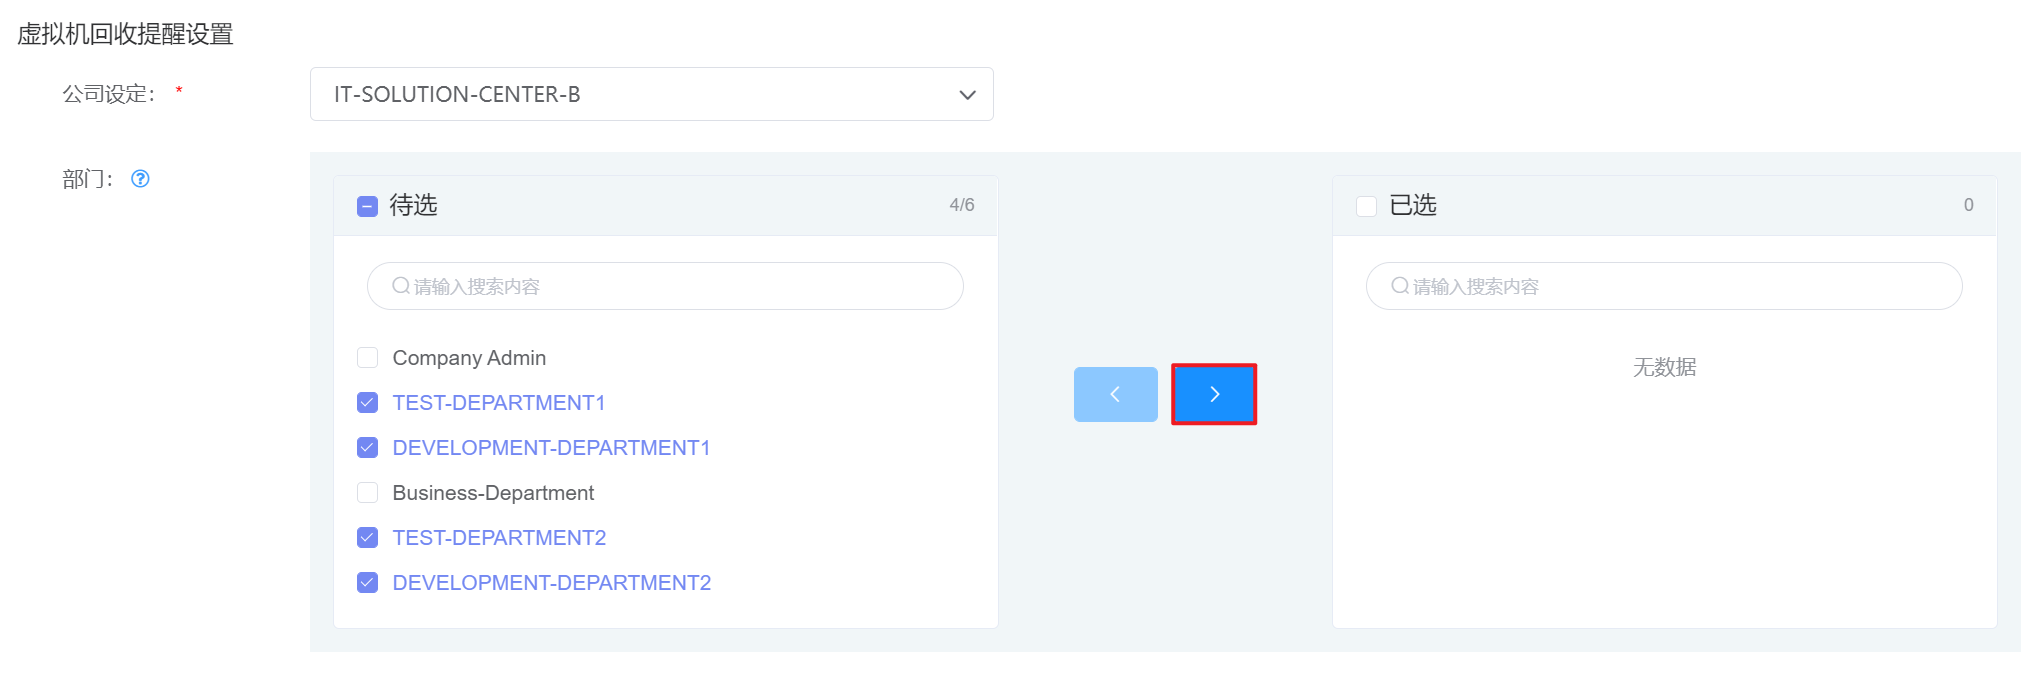 虚拟机回收提醒设置
公司设定： *
IT-SOLUTION-CENTER-B
部门： ?
待选 4/6
请输入搜索内容
Company Admin
TEST-DEPARTMENT1
DEVELOPMENT-DEPARTMENT1
Business-Department
TEST-DEPARTMENT2
DEVELOPMENT-DEPARTMENT2
已选 0
请输入搜索内容
无数据